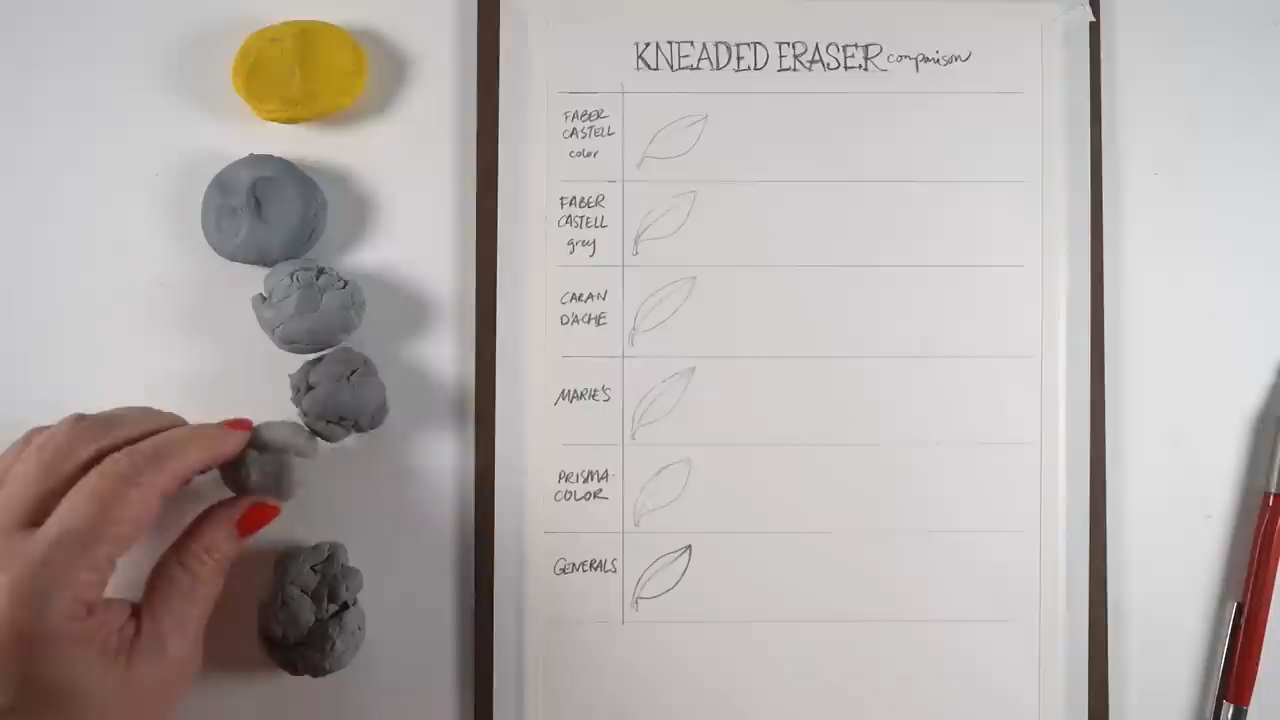 KNEADED ERASER comparison
FABER
CASTELL
color
FABER
CASTELL
grey
CARAN
D'ACHE
MARIE'S
PRISMA-
COLOR
GENERALS